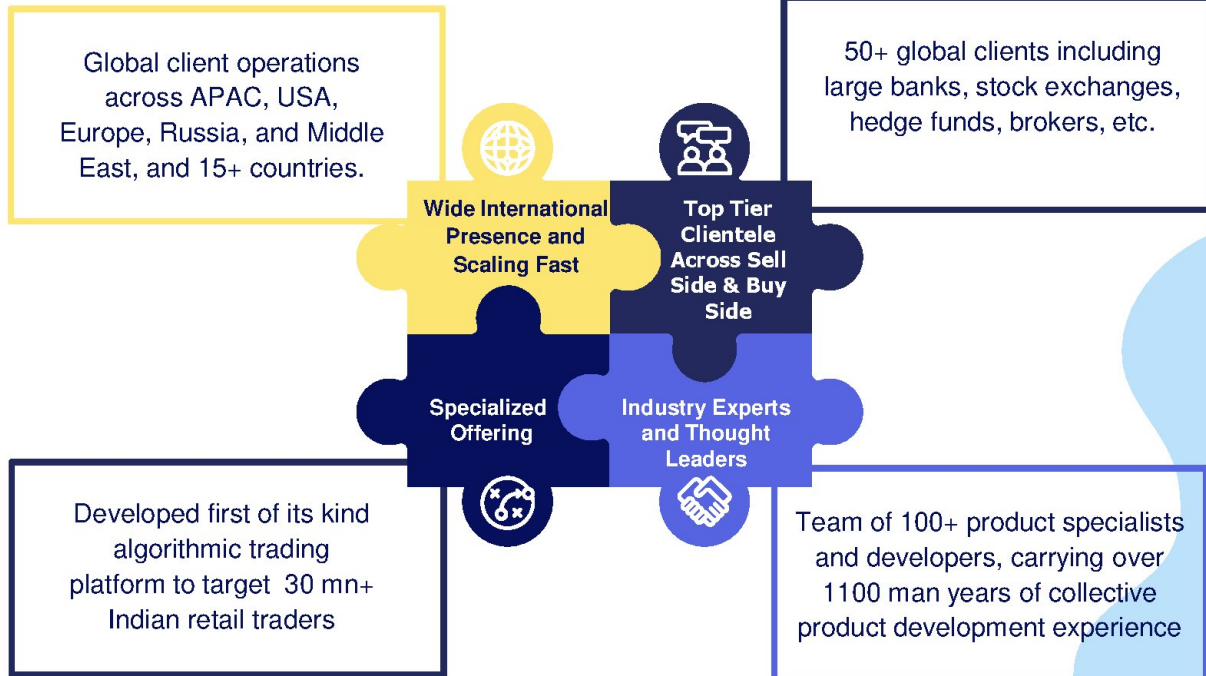 Global client operations
across APAC, USA,
Europe, Russia, and Middle
East, and 15+ countries.
50+ global clients including
large banks, stock exchanges,
hedge funds, brokers, etc.
Wide International
Presence and
Scaling Fast
Top Tier
Clientele
Across Sell
Side & Buy
Side
Specialized
Offering
Industry Experts
and Thought
Leaders
Developed first of its kind
algorithmic trading
platform to target 30 mn+
Indian retail traders
Team of 100+ product specialists
and developers, carrying over
1100 man years of collective
product development experience